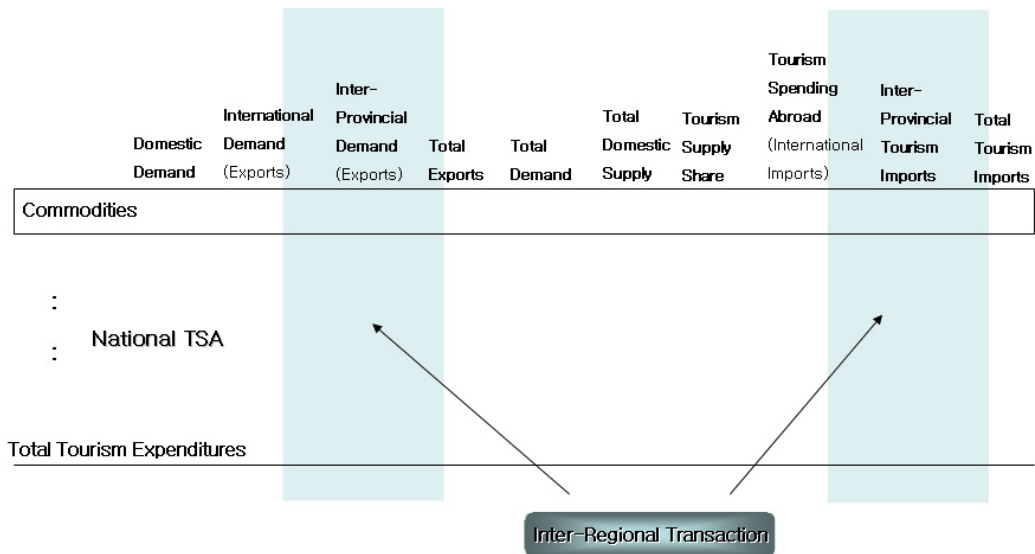 Domestic
Demand
International
Demand
(Exports)
Inter-
Provincial
Demand
(Exports)
Total
Exports
Total
Demand
Total
Domestic
Supply
Tourism
Supply
Share
Tourism
Spending
Abroad
(International
Imports)
Inter-
Provincial
Tourism
Imports
Total
Tourism
Imports
Commodities
:
National TSA
:
Total Tourism Expenditures
Inter-Regional Transaction